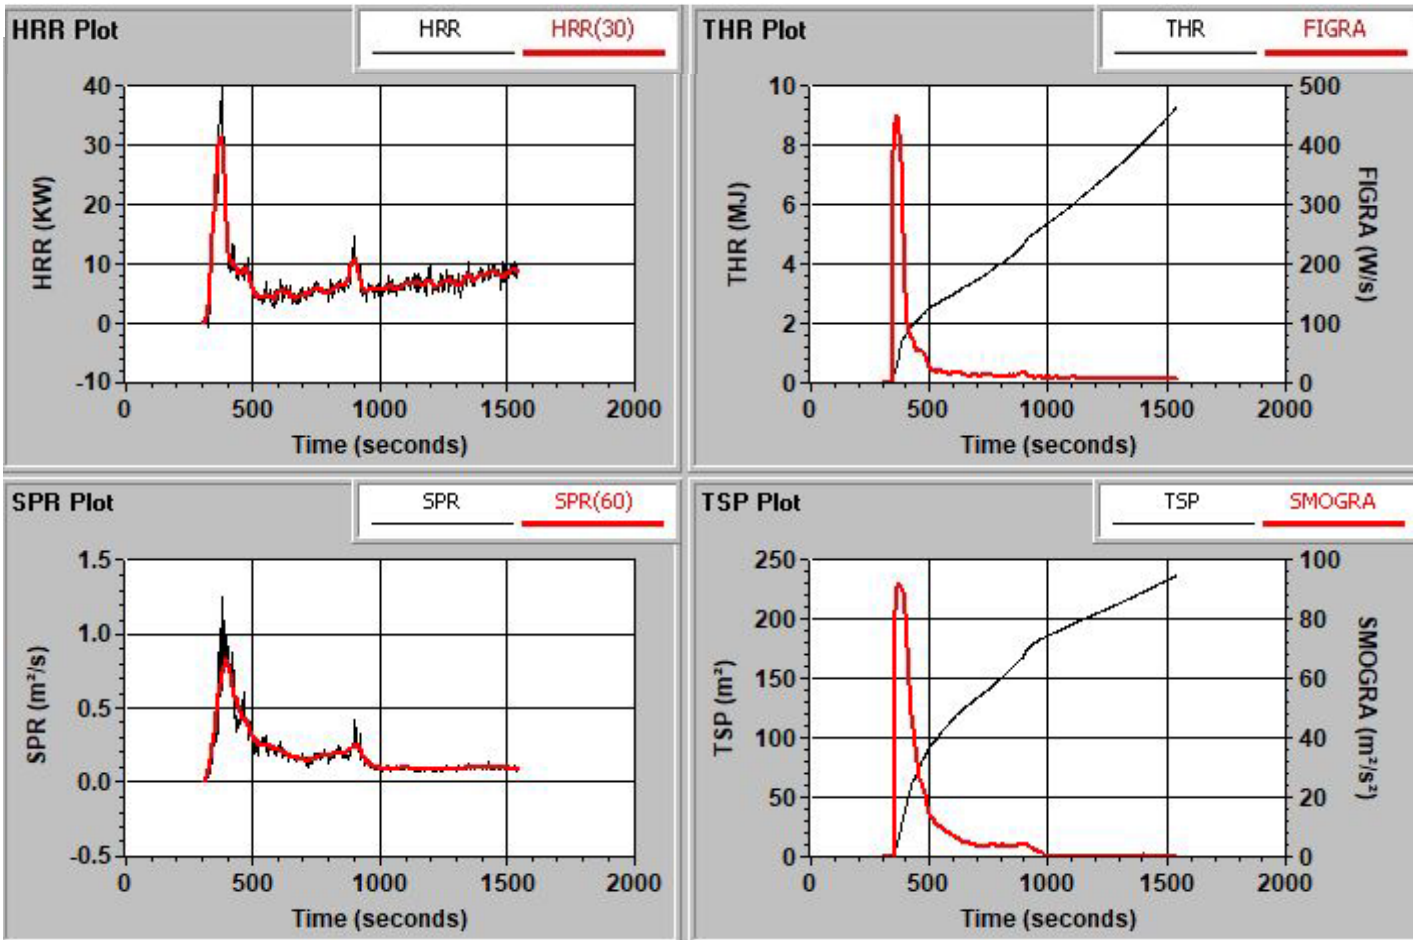 HRR Plot
HRR
HRR(30)
HRR (KW)
40
30
20
10
0
-10
0
500
1000
1500
2000
Time (seconds)
THR Plot
THR
FIGRA
THR (MJ)
10
8
6
4
2
0
500
400
300
200
100
0
FIGRA (W/s)
0
500
1000
1500
2000
Time (seconds)
SPR Plot
SPR
SPR(60)
SPR (m²/s)
1.5
1.0
0.5
0.0
-0.5
0
500
1000
1500
2000
Time (seconds)
TSP Plot
TSP
SMOGRA
TSP (m²)
250
200
150
100
50
0
100
80
60
40
20
0
SMOGRA (m²/s²)
0
500
1000
1500
2000
Time (seconds)